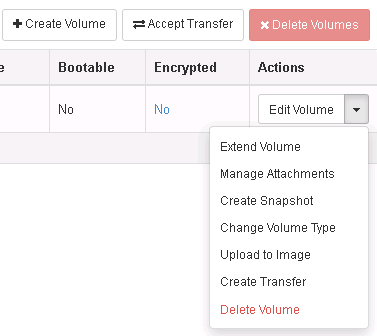 Create Volume Accept Transfer Delete Volumes
e Bootable Encrypted Actions
No No Edit Volume
Extend Volume
Manage Attachments
Create Snapshot
Change Volume Type
Upload to Image
Create Transfer
Delete Volume